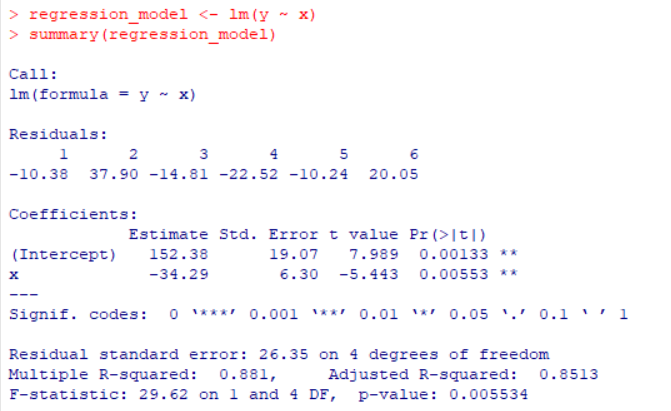 > regression_model <- lm(y ~ x)
> summary(regression_model)
Call:
lm(formula = y ~ x)
Residuals:
1 2 3 4 5 6
-10.38 37.90 -14.81 -22.52 -10.24 20.05
Coefficients:
Estimate Std. Error t value Pr(>|t|)
(Intercept) 152.38 19.07 7.989 0.00133 **
x -34.29 6.30 -5.443 0.00553 **
---
Signif. codes: 0 ‘***’ 0.001 ‘**’ 0.01 ‘*’ 0.05 ‘.’ 0.1 ‘ ’ 1
Residual standard error: 26.35 on 4 degrees of freedom
Multiple R-squared: 0.881, Adjusted R-squared: 0.8513
F-statistic: 29.62 on 1 and 4 DF, p-value: 0.005534